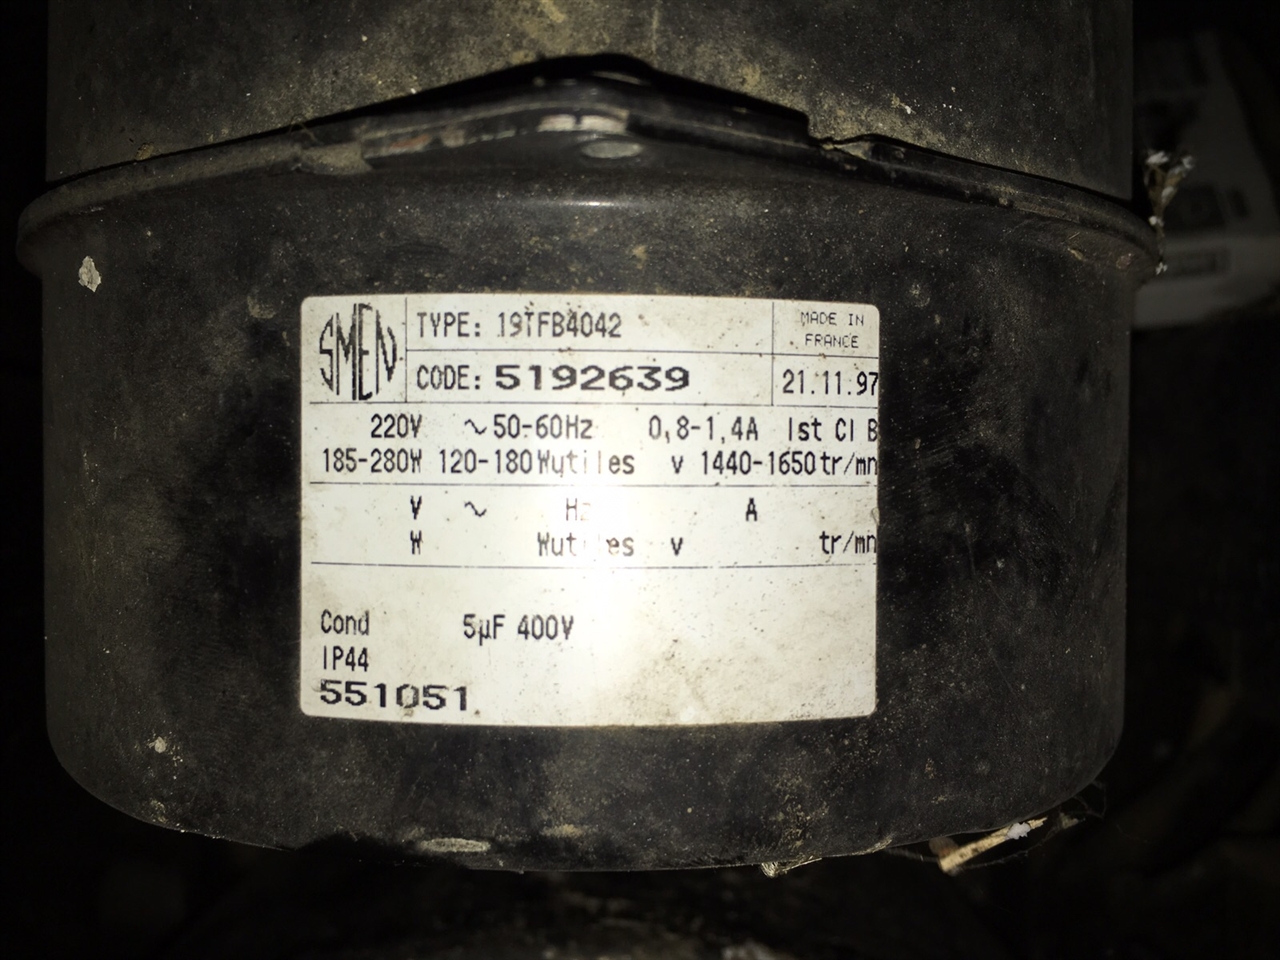 SMEN
TYPE: 19TFB4042
MADE IN
FRANCE
CODE: 5192639
21.11.97
220V ~ 50-60Hz 0,8-1,4A Ist Cl B
185-280W 120-180Wutiles v 1440-1650tr/mn
V ~ Hz A
W Wutiles v tr/mn
Cond 5µF 400V
IP44
551051